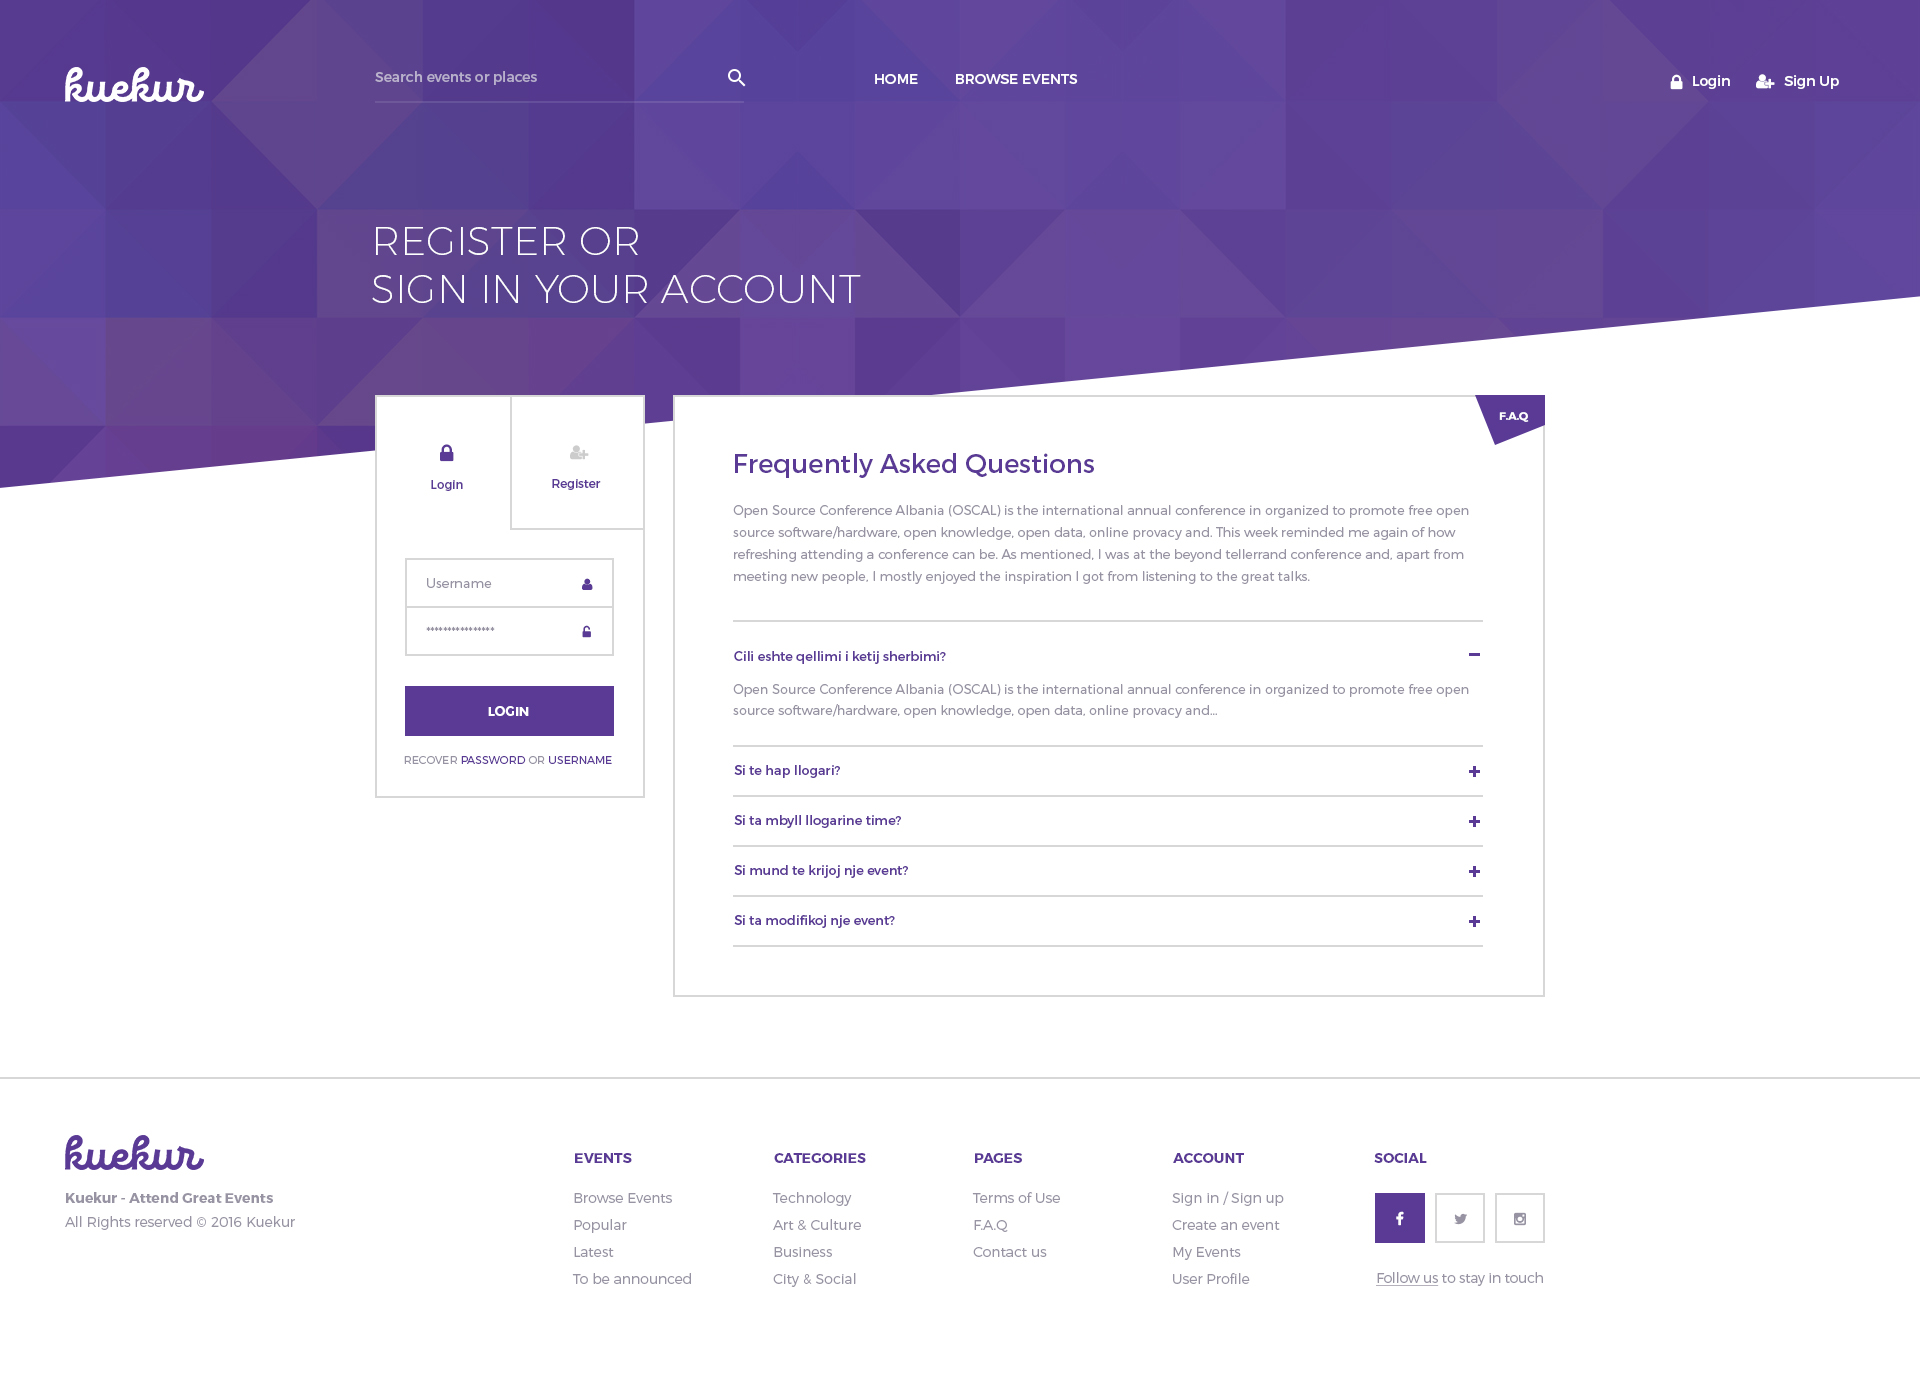 kuekur
Search events or places
HOME
BROWSE EVENTS
Login
Sign Up
REGISTER OR
SIGN IN YOUR ACCOUNT
Login
Register
Username
****************
LOGIN
RECOVER PASSWORD OR USERNAME
F.A.Q
Frequently Asked Questions
Open Source Conference Albania (OSCAL) is the international annual conference in organized to promote free open
source software/hardware, open knowledge, open data, online provacy and. This week reminded me again of how
refreshing attending a conference can be. As mentioned, I was at the beyond tellerrand conference and, apart from
meeting new people, I mostly enjoyed the inspiration I got from listening to the great talks.
Cili eshte qellimi i ketij sherbimi?
Open Source Conference Albania (OSCAL) is the international annual conference in organized to promote free open
source software/hardware, open knowledge, open data, online provacy and...
Si te hap llogari?
Si ta mbyll llogarine time?
Si mund te krijoj nje event?
Si ta modifikoj nje event?
kuekur
Kuekur - Attend Great Events
All Rights reserved © 2016 Kuekur
EVENTS
Browse Events
Popular
Latest
To be announced
CATEGORIES
Technology
Art & Culture
Business
City & Social
PAGES
Terms of Use
F.A.Q
Contact us
ACCOUNT
Sign in / Sign up
Create an event
My Events
User Profile
SOCIAL
Follow us to stay in touch